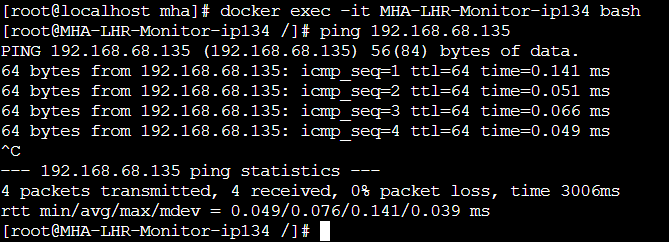 [root@localhost mha]# docker exec -it MHA-LHR-Monitor-ip134 bash
[root@MHA-LHR-Monitor-ip134 /]# ping 192.168.68.135
PING 192.168.68.135 (192.168.68.135) 56(84) bytes of data.
64 bytes from 192.168.68.135: icmp_seq=1 ttl=64 time=0.141 ms
64 bytes from 192.168.68.135: icmp_seq=2 ttl=64 time=0.051 ms
64 bytes from 192.168.68.135: icmp_seq=3 ttl=64 time=0.066 ms
64 bytes from 192.168.68.135: icmp_seq=4 ttl=64 time=0.049 ms
^C
--- 192.168.68.135 ping statistics ---
4 packets transmitted, 4 received, 0% packet loss, time 3006ms
rtt min/avg/max/mdev = 0.049/0.076/0.141/0.039 ms
[root@MHA-LHR-Monitor-ip134 /]#